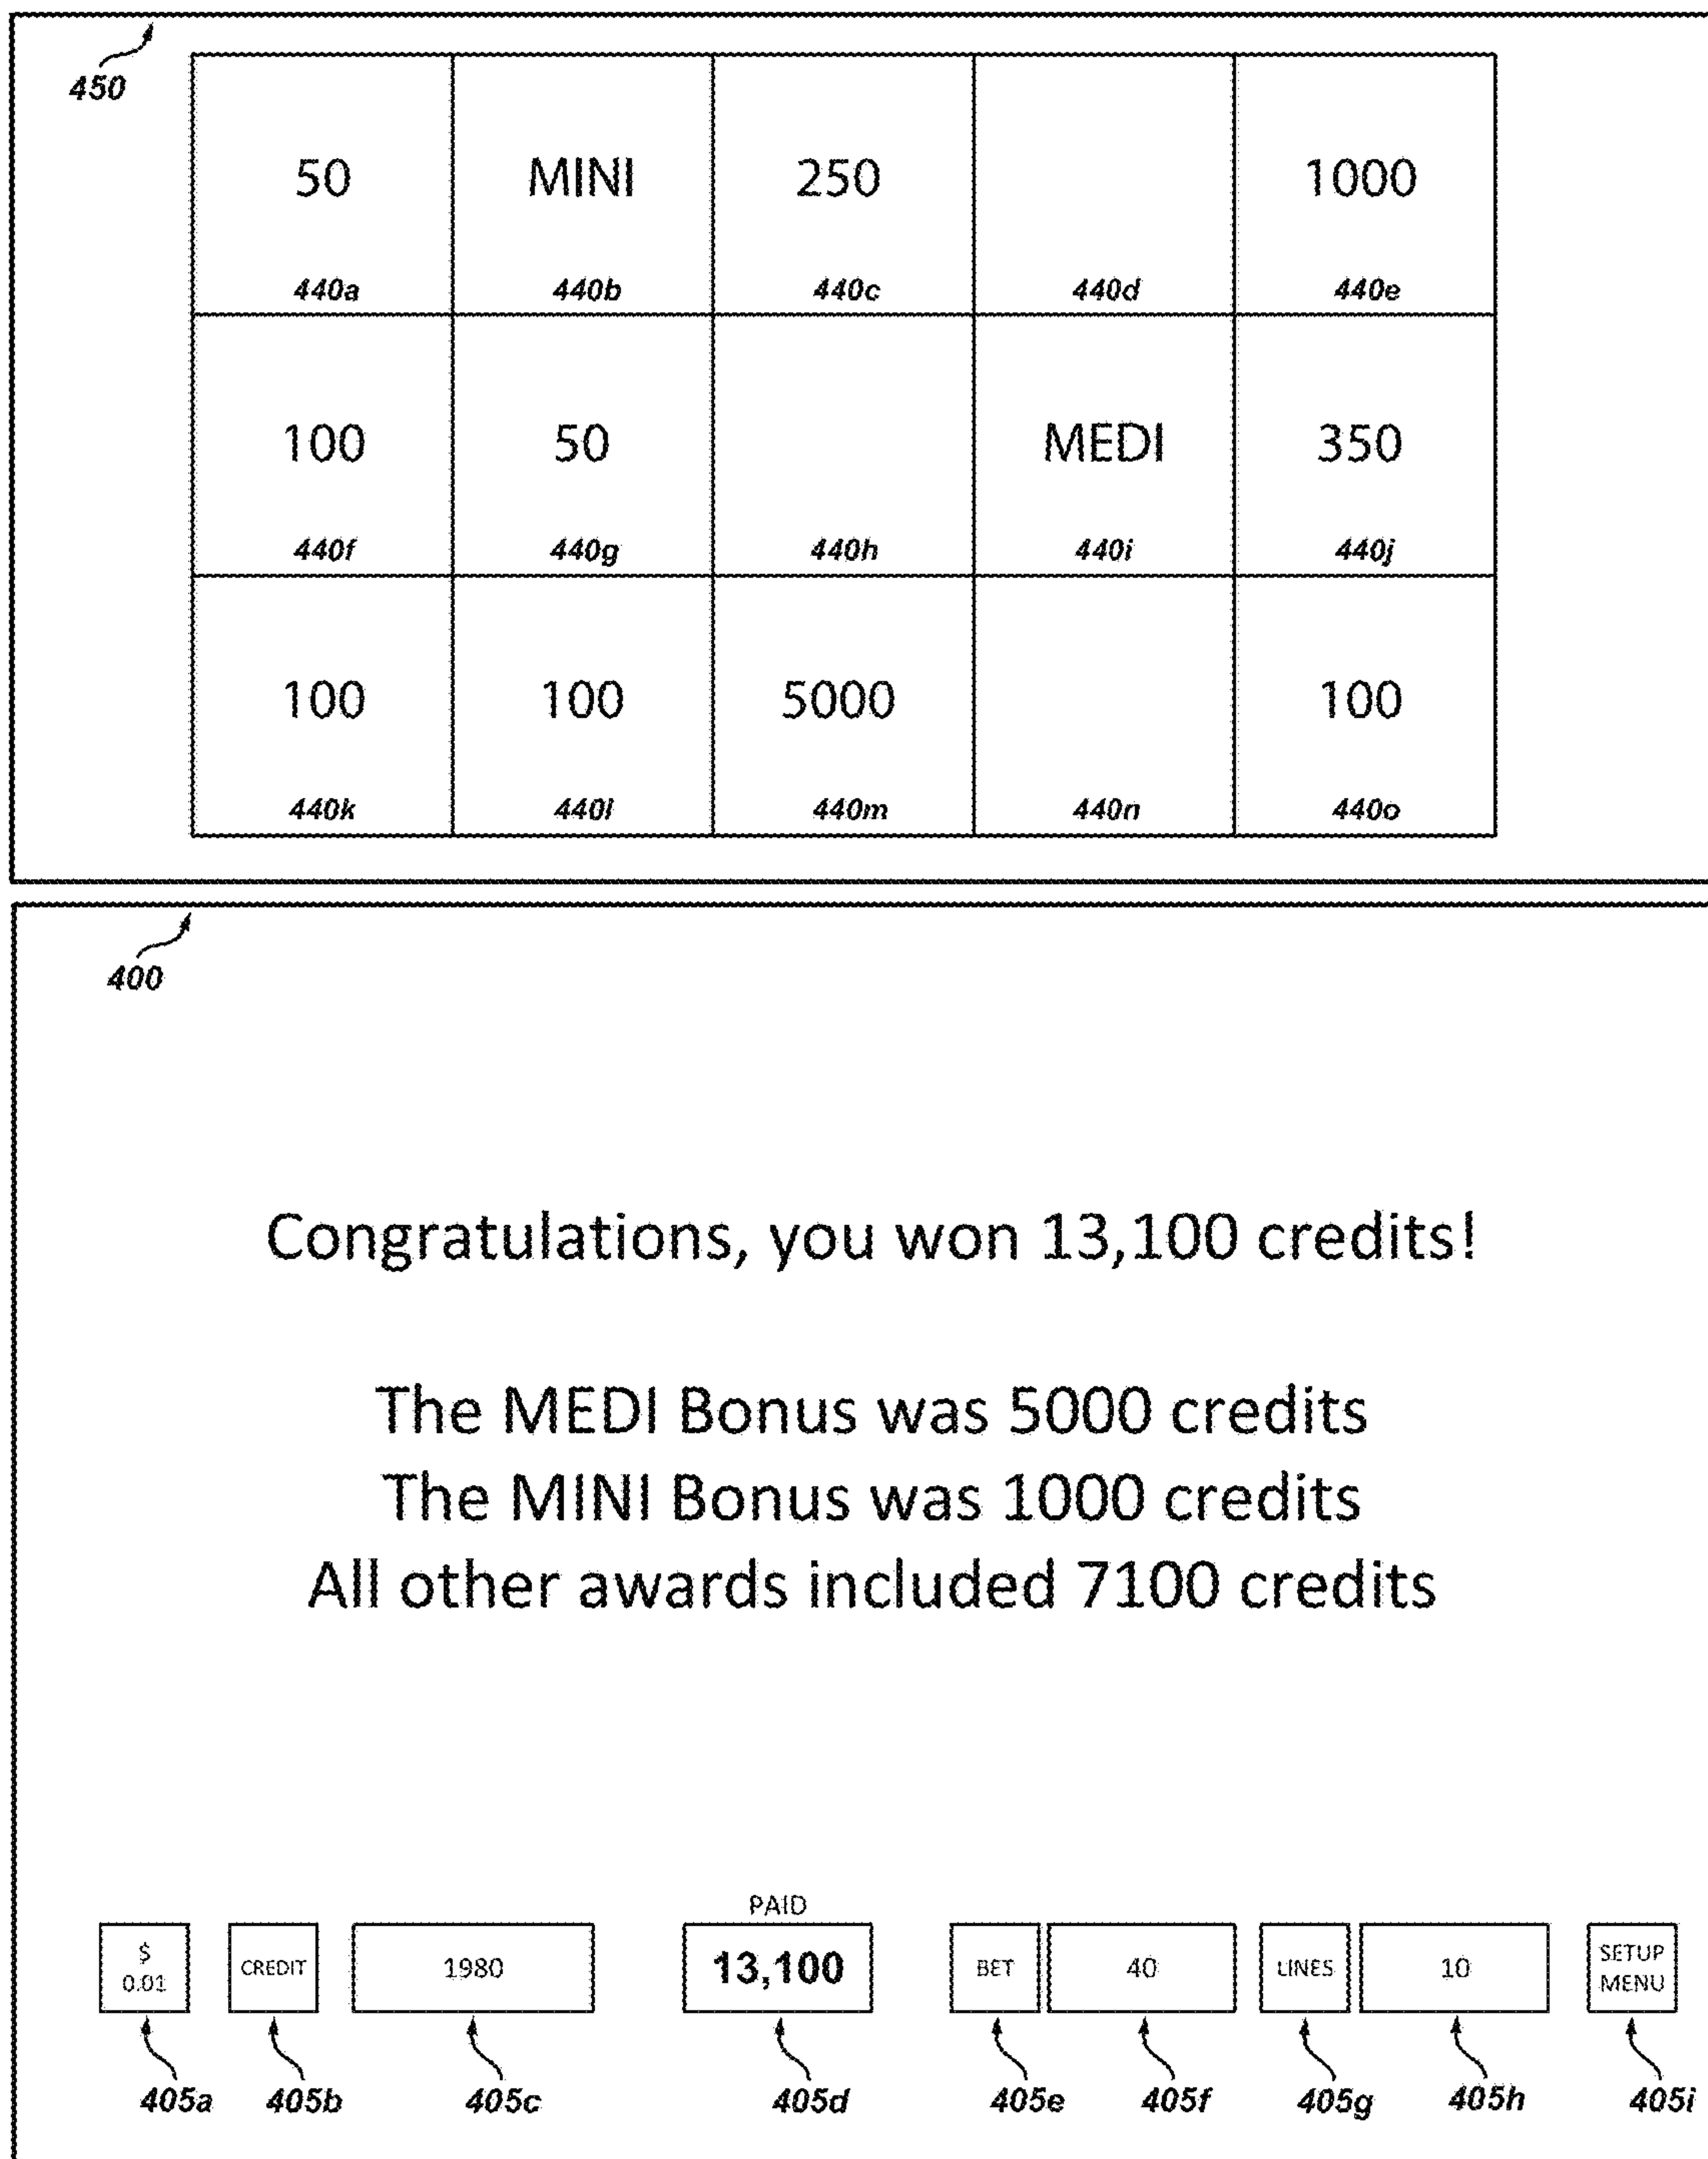 450
50 MINI 250 1000
440a 440b 440c 440d 440e
100 50 MEDI 350
440f 440g 440h 440i 440j
100 100 5000 100
440k 440l 440m 440n 440o
400
Congratulations, you won 13,100 credits!
The MEDI Bonus was 5000 credits
The MINI Bonus was 1000 credits
All other awards included 7100 credits
PAID
$ 0.01 CREDIT 1980 13,100 BET 40 LINES 10 SETUP MENU
405a 405b 405c 405d 405e 405f 405g 405h 405i